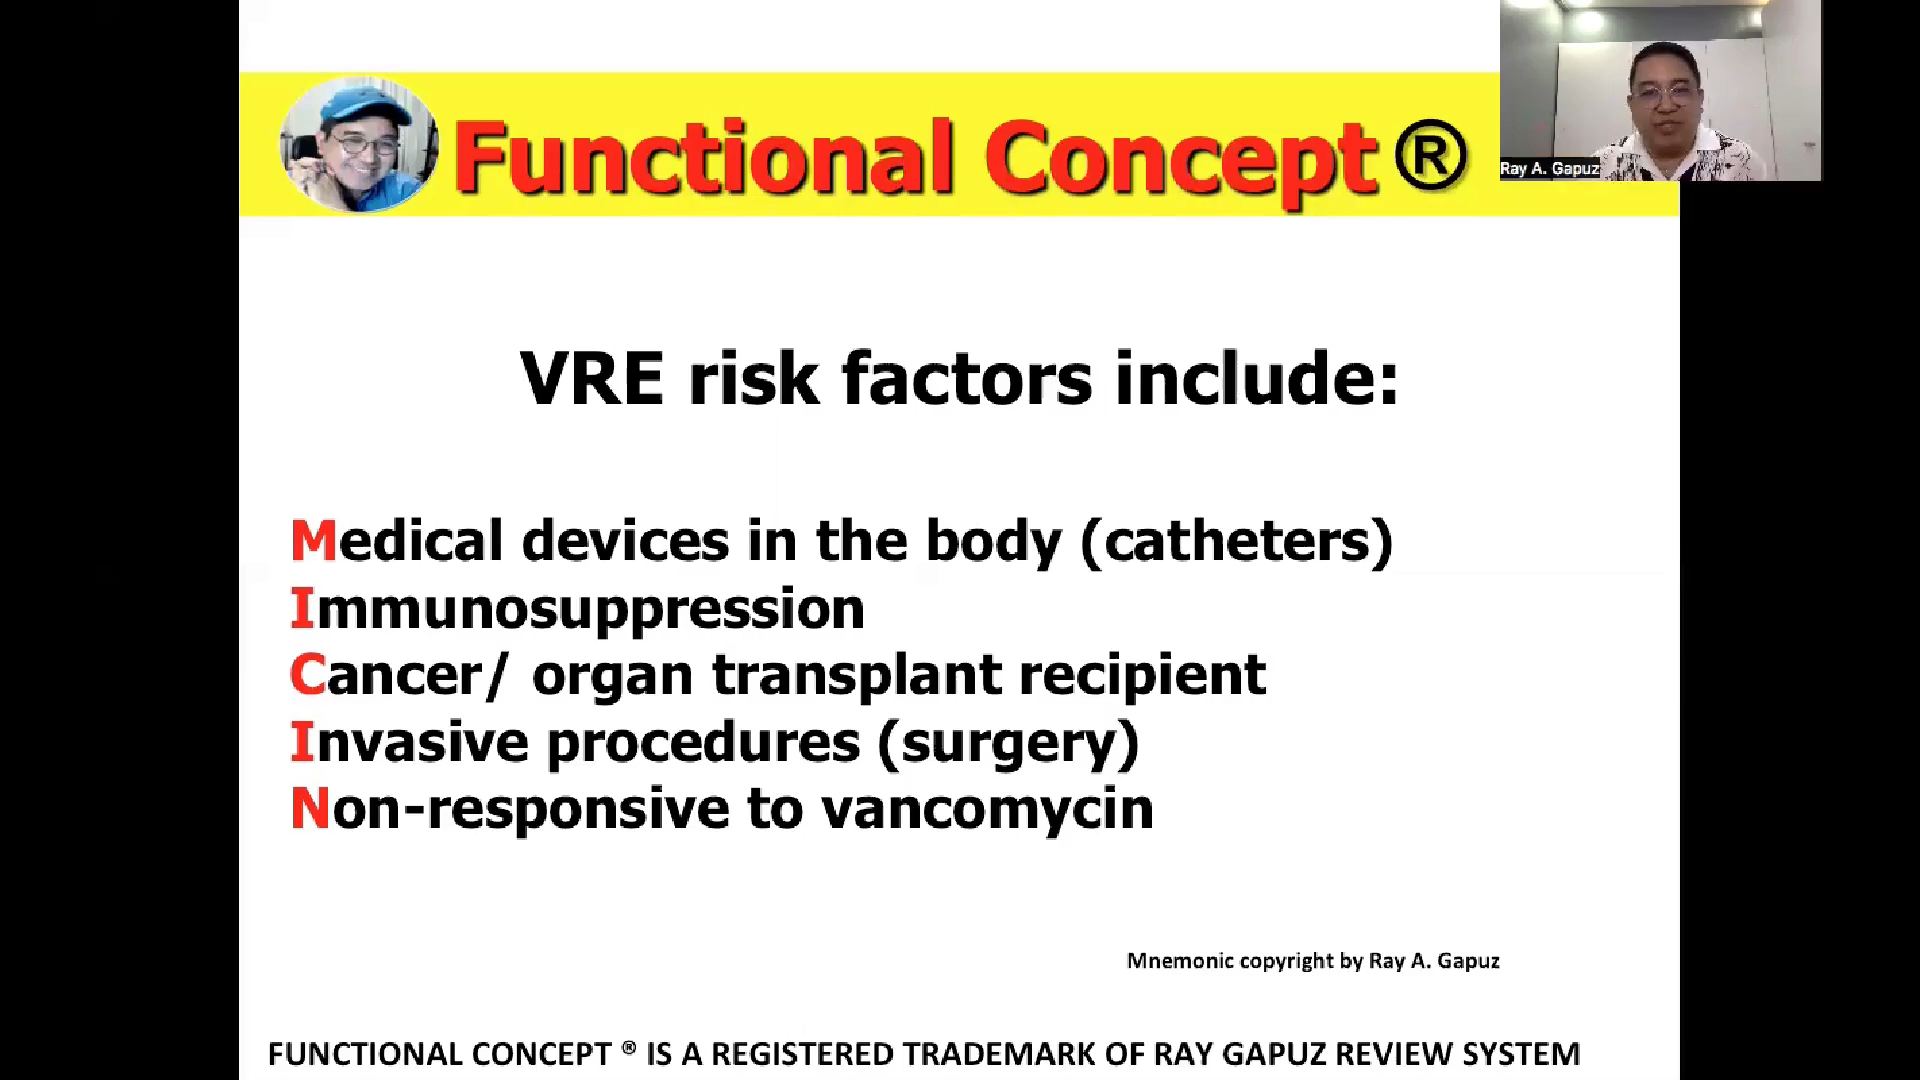 Functional Concept ®
Ray A. Gapuz
VRE risk factors include:
Medical devices in the body (catheters)
Immunosuppression
Cancer/ organ transplant recipient
Invasive procedures (surgery)
Non-responsive to vancomycin
Mnemonic copyright by Ray A. Gapuz
FUNCTIONAL CONCEPT ® IS A REGISTERED TRADEMARK OF RAY GAPUZ REVIEW SYSTEM